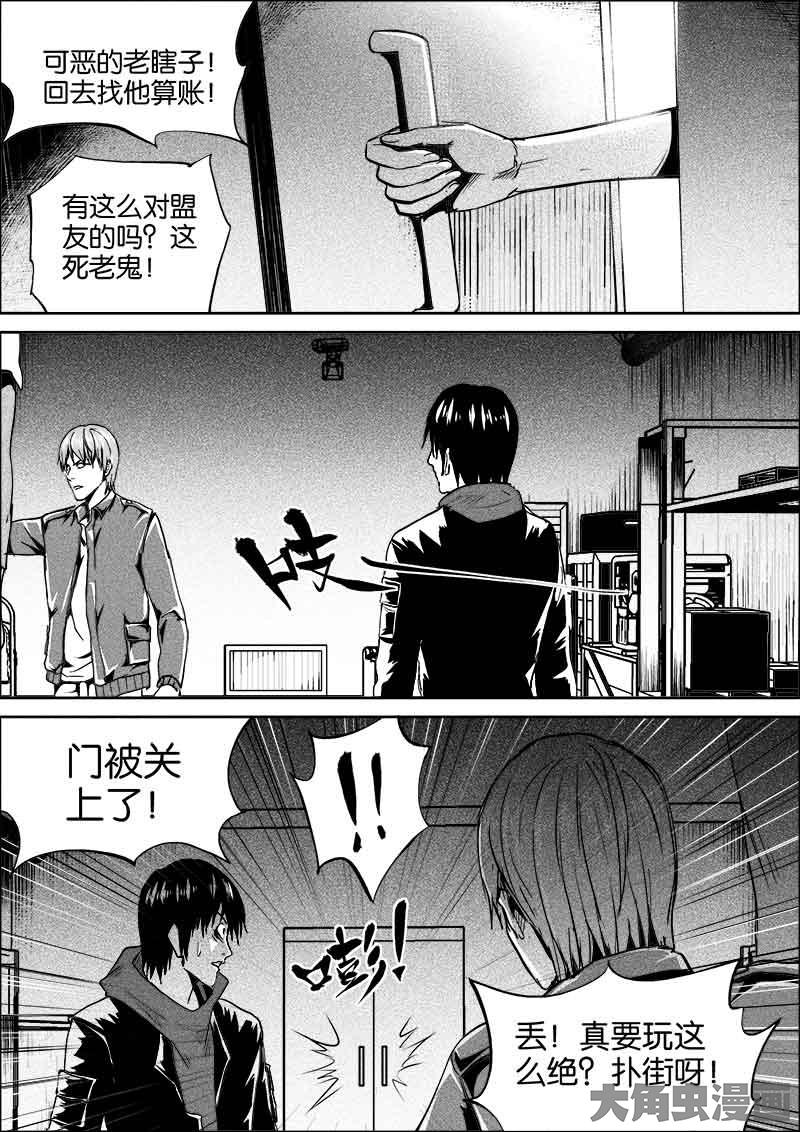 可恶的老瞎子！
回去找他算账！
有这么对盟
友的吗？这
死老鬼！
吱
门被关
上了！
！！
嘭！
丢！真要玩这
么绝？扑街呀！
大角虫漫画